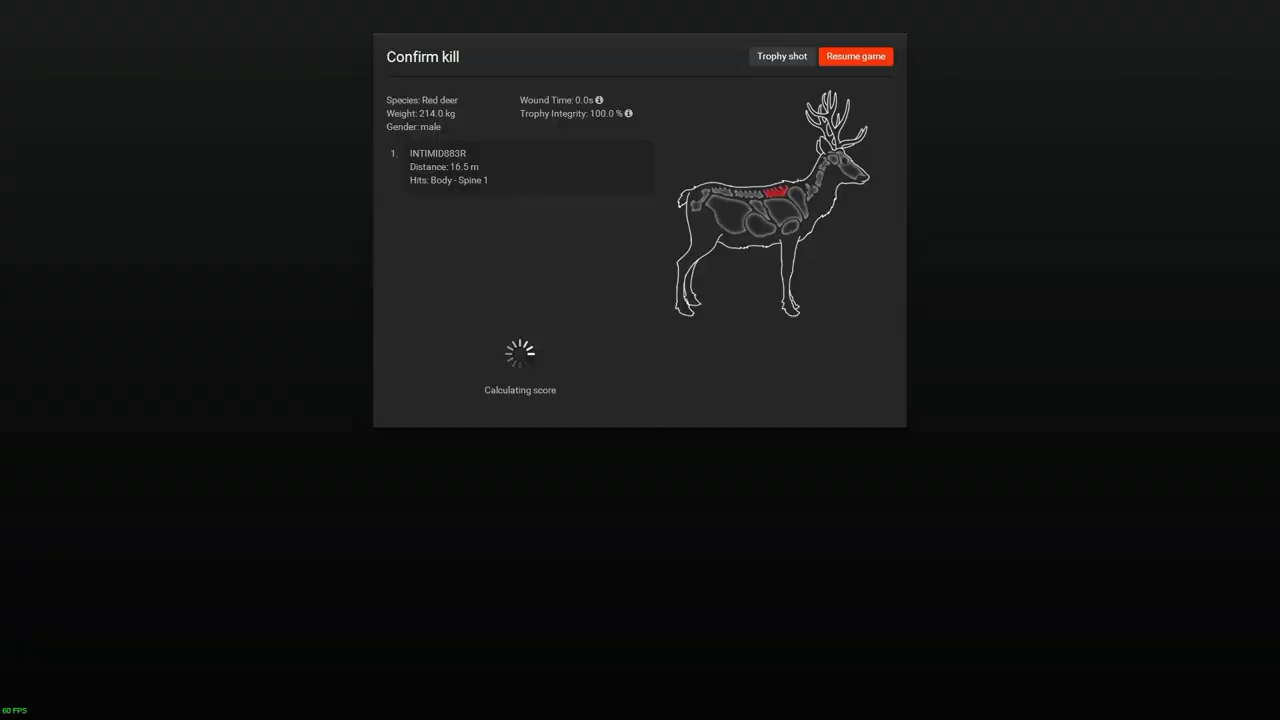 Confirm kill
Trophy shot
Resume game
Species: Red deer
Weight: 214.0 kg
Gender: male
Wound Time: 0.0s
Trophy Integrity: 100.0 %
1.
INTIMID883R
Distance: 16.5 m
Hits: Body - Spine 1
Calculating score
60 FPS